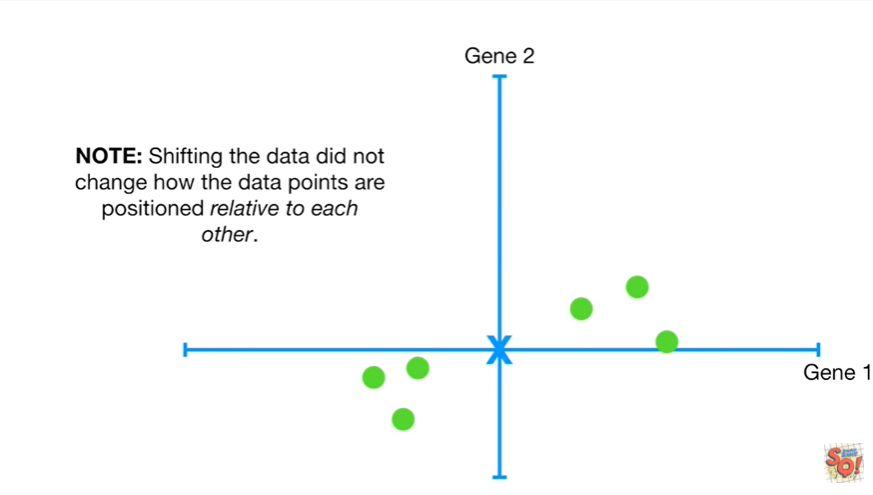 Gene 2
NOTE: Shifting the data did not
change how the data points are
positioned relative to each
other.
X
Gene 1
SQ!